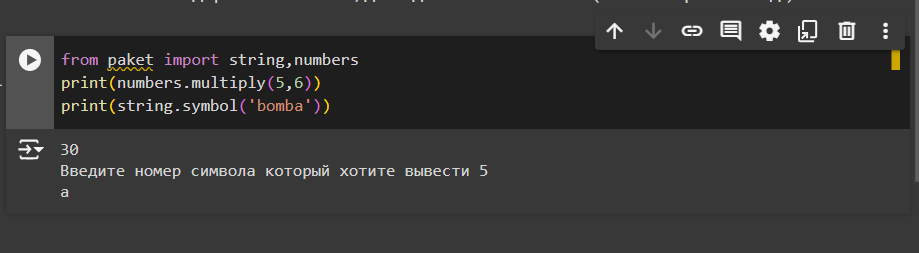 from paket import string,numbers
print(numbers.multiply(5,6))
print(string.symbol('bomba'))
30
Введите номер символа который хотите вывести 5
a